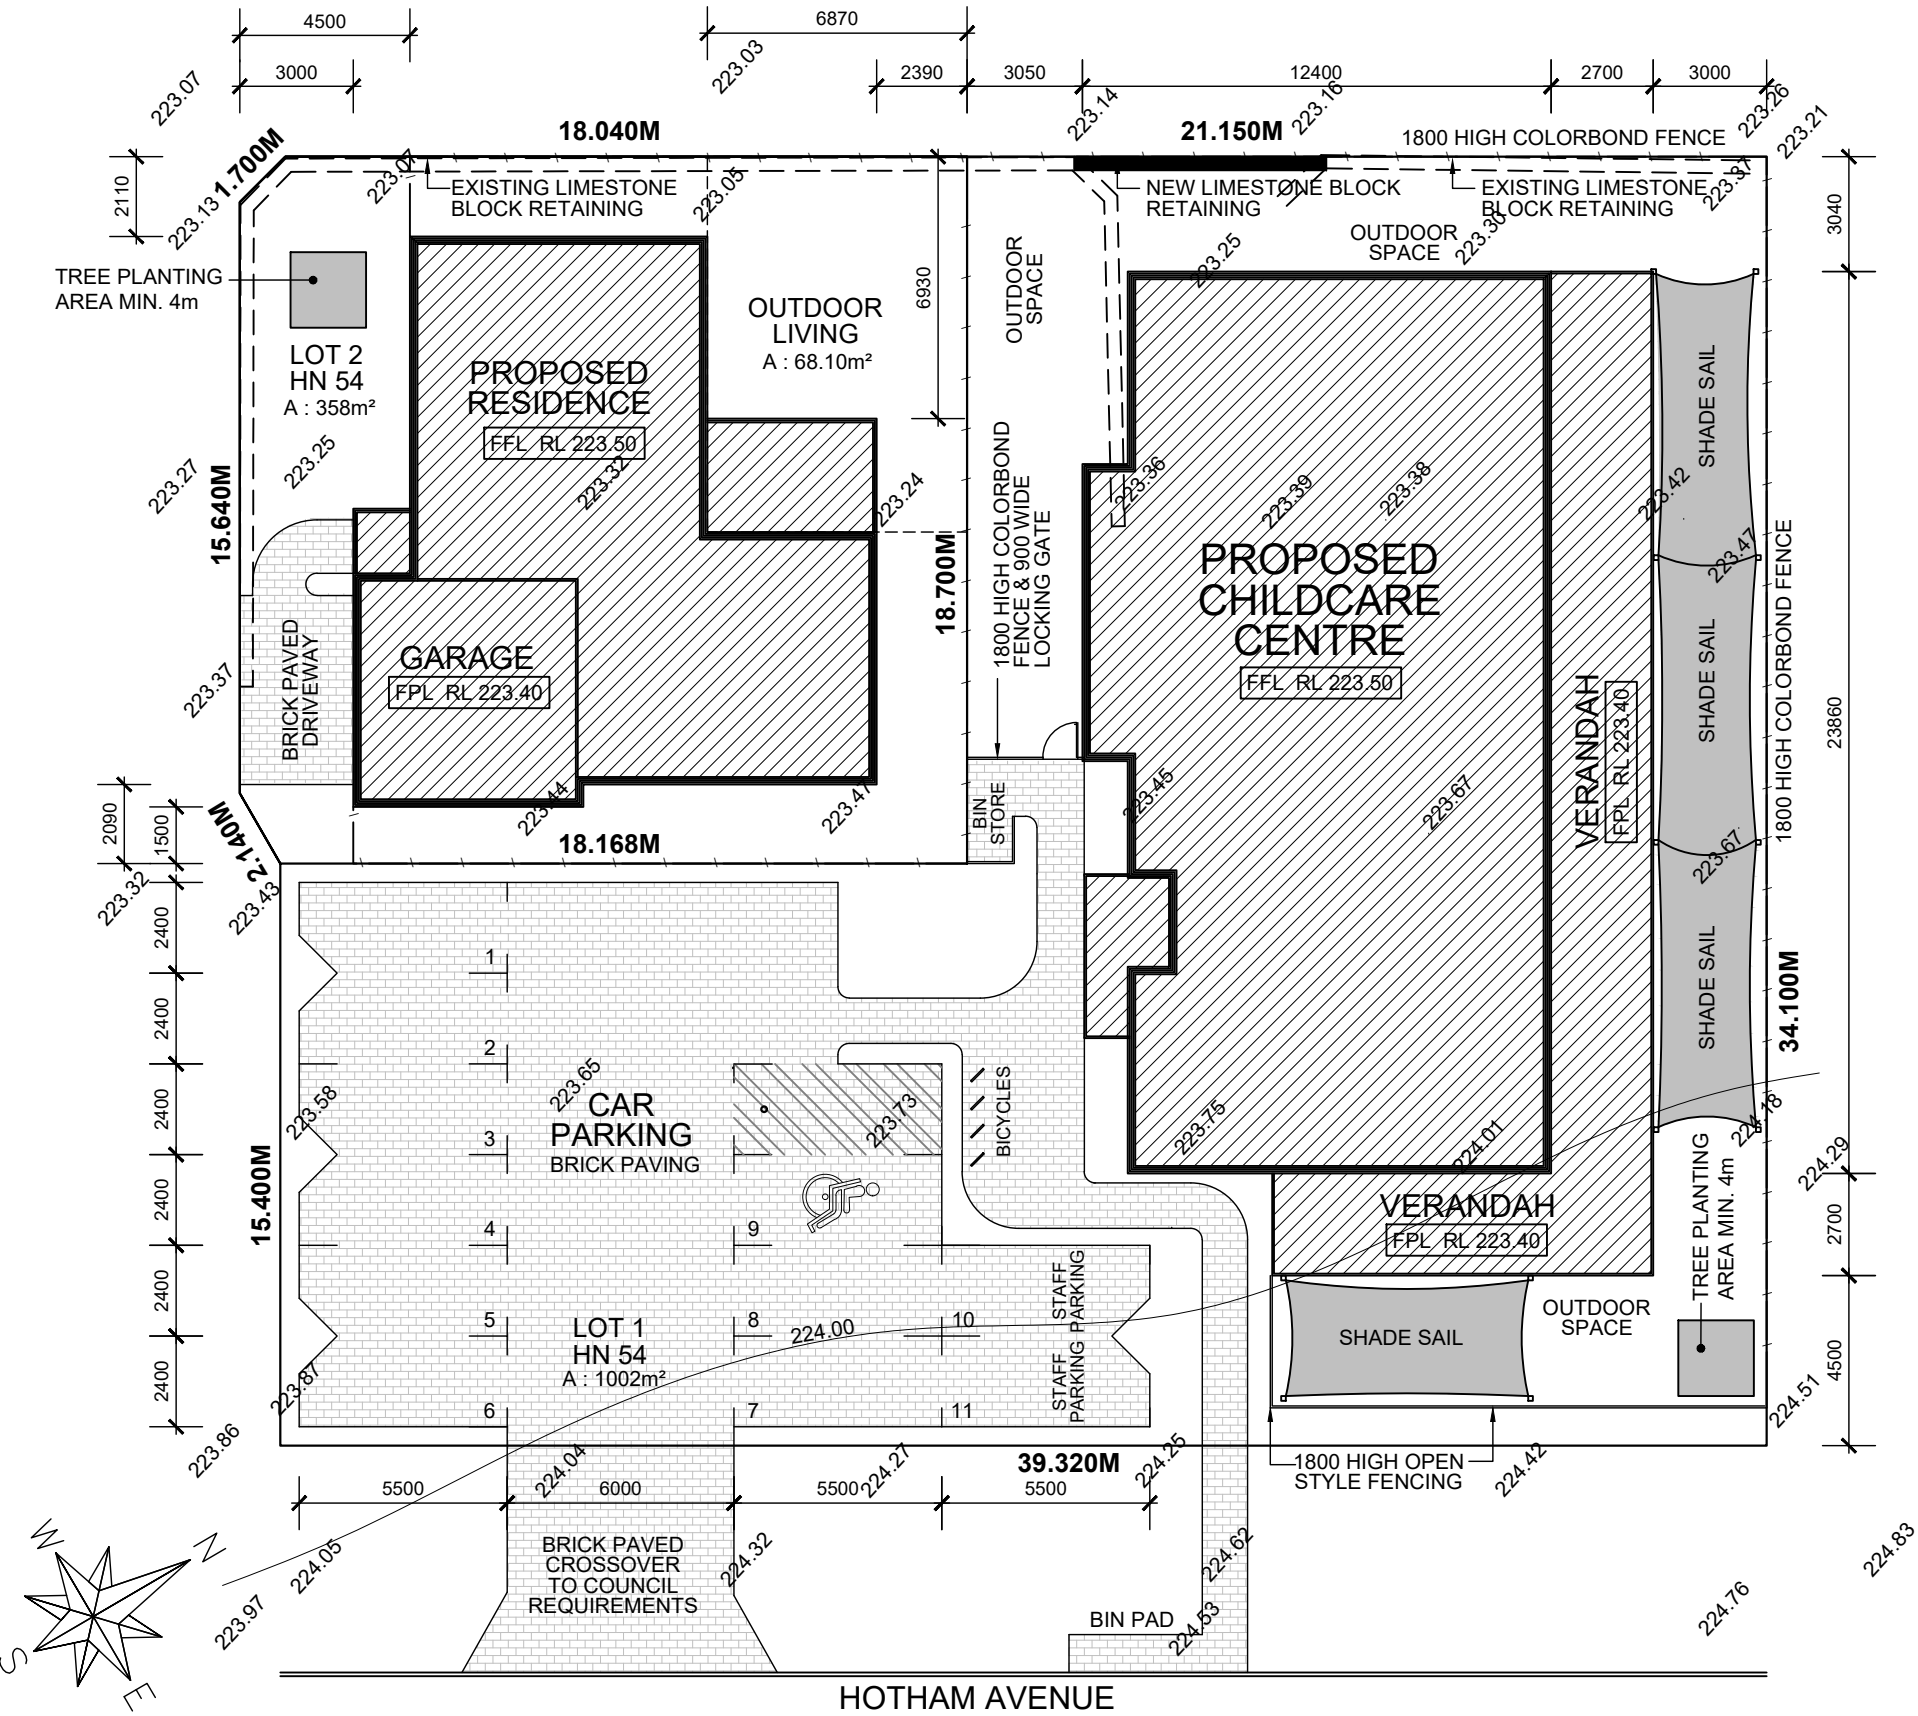 4500
6870
3000
2390
3050
12400
2700
3000
223.07
223.03
223.14
223.16
223.26
223.21
18.040M
21.150M
1800 HIGH COLORBOND FENCE
1.700M
2110
223.13
223.07
EXISTING LIMESTONE
BLOCK RETAINING
223.05
NEW LIMESTONE BLOCK
RETAINING
EXISTING LIMESTONE
BLOCK RETAINING
223.37
3040
OUTDOOR
SPACE
223.30
223.25
TREE PLANTING
AREA MIN. 4m
OUTDOOR
SPACE
6930
OUTDOOR
LIVING
A : 68.10m²
LOT 2
HN 54
A : 358m²
PROPOSED
RESIDENCE
FFL RL 223.50
223.32
223.25
223.27
15.640M
223.24
18.700M
1800 HIGH COLORBOND
FENCE & 900 WIDE
LOCKING GATE
223.36
223.39
223.38
223.42
223.47
SHADE SAIL
PROPOSED
CHILDCARE
CENTRE
FFL RL 223.50
1800 HIGH COLORBOND FENCE
SHADE SAIL
VERANDAH
FPL RL 223.40
23860
BRICK PAVED
DRIVEWAY
223.37
GARAGE
FPL RL 223.40
223.44
223.47
BIN
STORE
223.45
223.67
223.67
2090
1500
2.140M
18.168M
223.32
223.43
2400
2400
2400
2400
2400
2400
SHADE SAIL
34.100M
1
2
3
4
5
6
223.65
223.58
CAR
PARKING
BRICK PAVING
223.73
BICYCLES
223.75
224.01
224.18
224.29
TREE PLANTING
AREA MIN. 4m
15.400M
9
8
7
10
11
VERANDAH
FPL RL 223.40
2700
STAFF
PARKING
STAFF
PARKING
LOT 1
HN 54
A : 1002m²
224.00
SHADE SAIL
OUTDOOR
SPACE
4500
223.87
223.86
224.04
224.27
39.320M
224.25
1800 HIGH OPEN
STYLE FENCING
224.42
224.51
5500
6000
5500
5500
BRICK PAVED
CROSSOVER
TO COUNCIL
REQUIREMENTS
224.05
223.97
224.32
224.62
224.53
224.76
224.83
BIN PAD
W
N
S
E
HOTHAM AVENUE